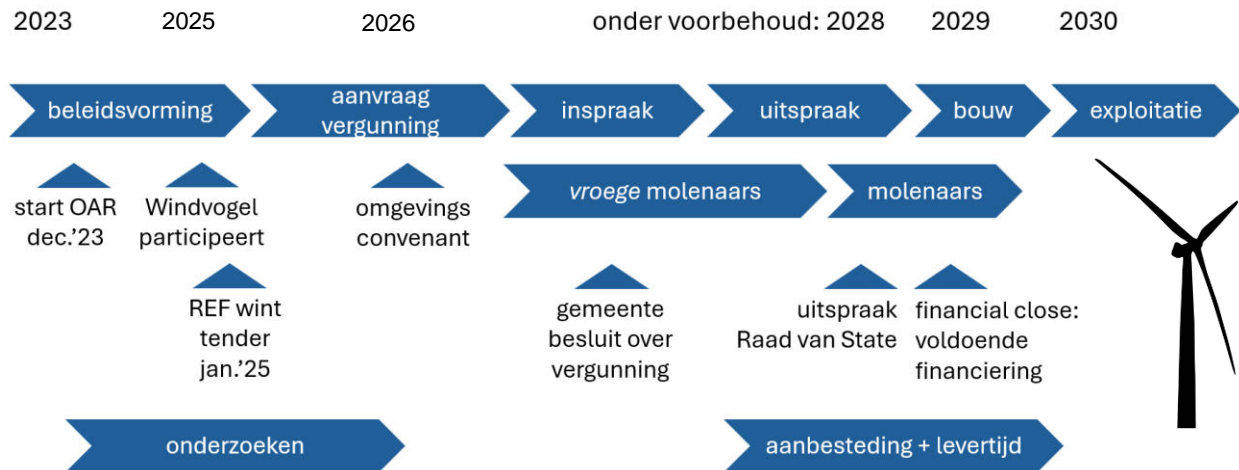 2023 2025 2026 onder voorbehoud: 2028 2029 2030
beleidsvorming
aanvraag
vergunning
inspraak
uitspraak
bouw
exploitatie
start OAR
dec.’23
Windvogel
participeert
omgevings
convenant
vroege molenaars
molenaars
REF wint
tender
jan.’25
gemeente
besluit over
vergunning
uitspraak
Raad van State
financial close:
voldoende
financiering
onderzoeken
aanbesteding + levertijd